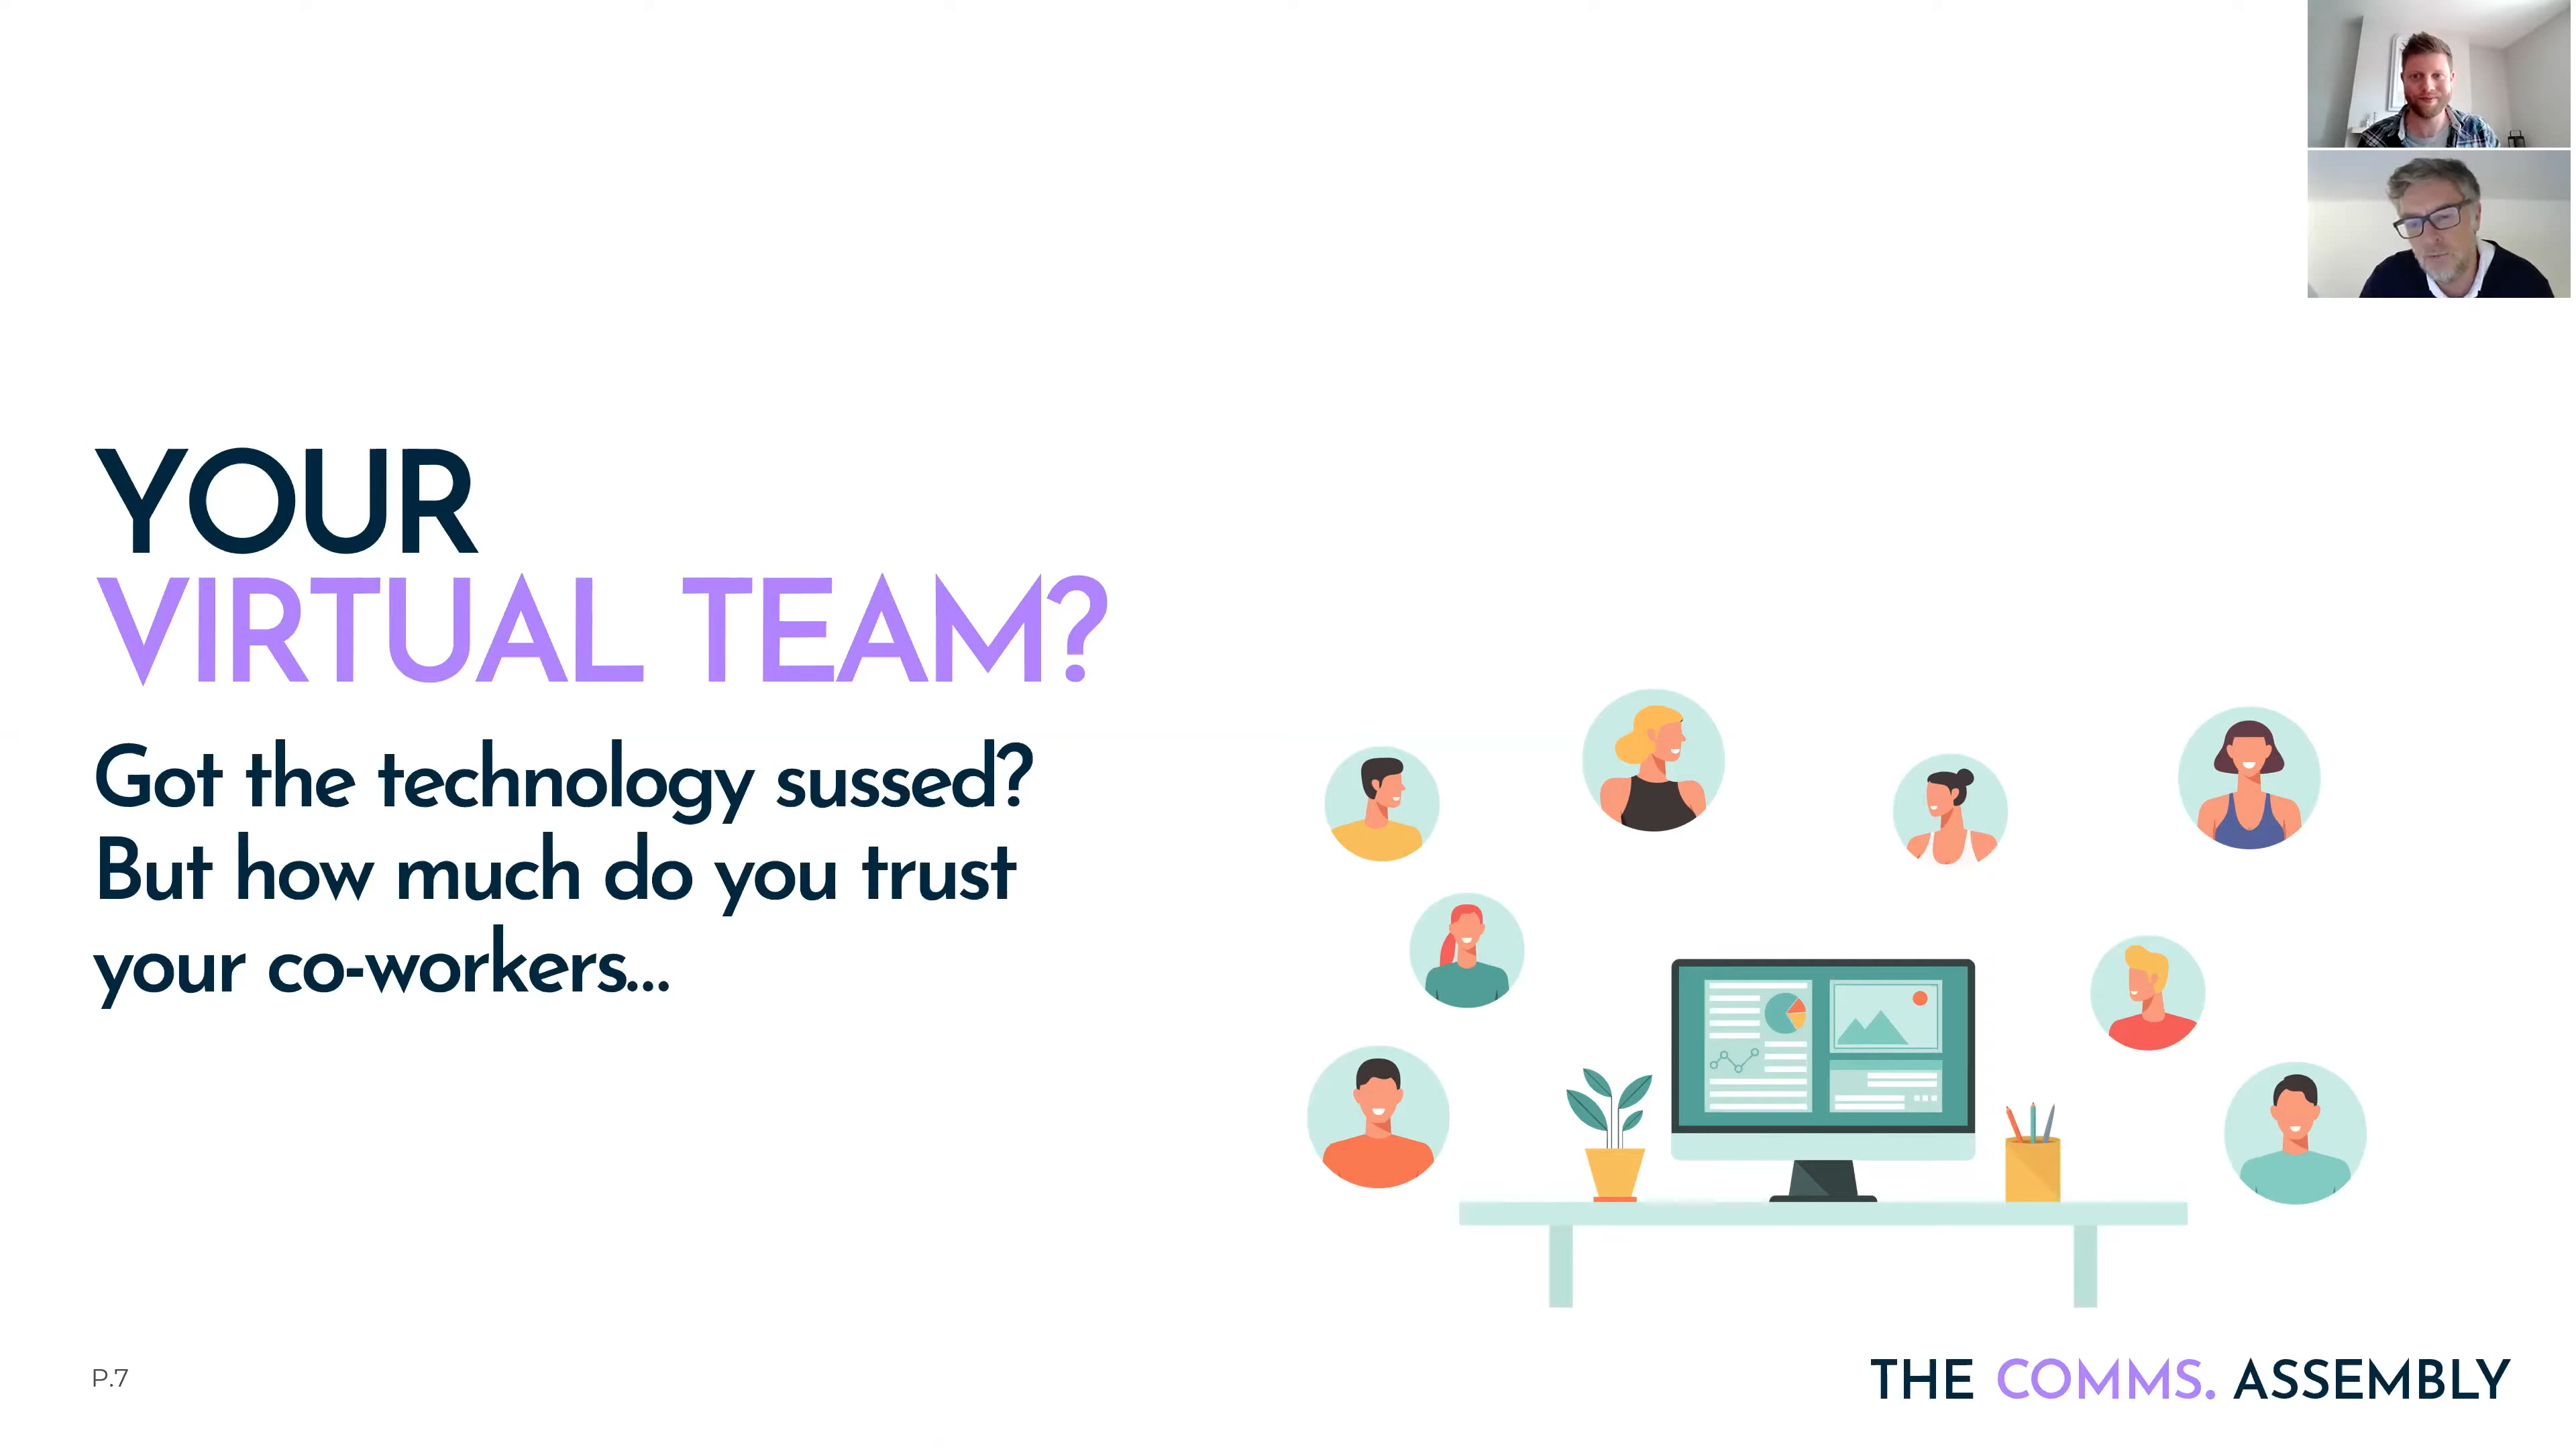 YOUR
VIRTUAL TEAM?
Got the technology sussed?
But how much do you trust
your co-workers...
P.7
THE COMMS. ASSEMBLY